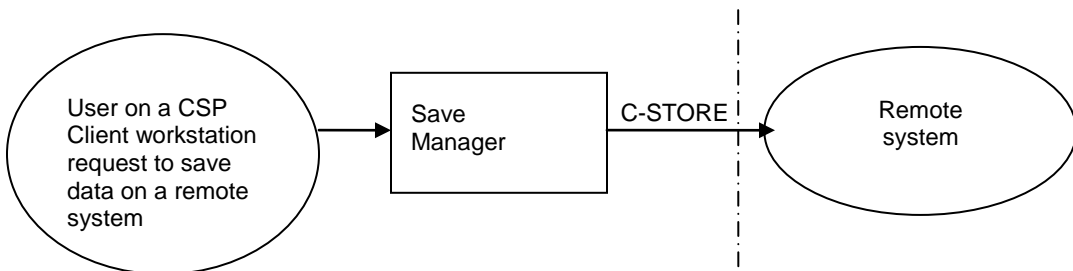 User on a CSP
Client workstation
request to save
data on a remote
system
Save
Manager
C-STORE
Remote
system